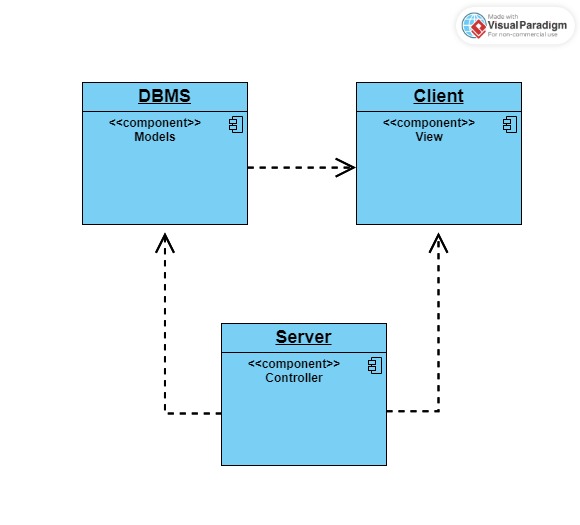 Made with
Visual Paradigm
For non-commercial use
DBMS
<<component>>
Models
Client
<<component>>
View
Server
<<component>>
Controller